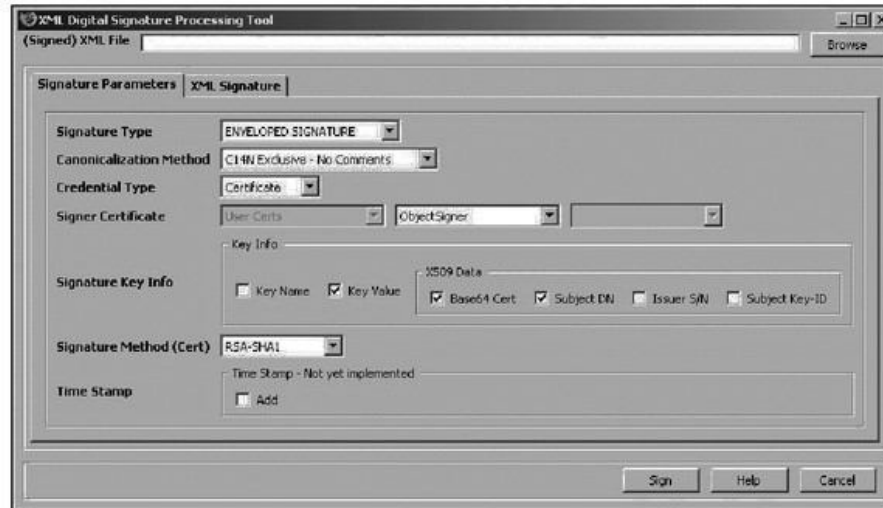 XML Digital Signature Processing Tool
(Signed) XML File
Browse
Signature Parameters XML Signature
Signature Type ENVELOPED SIGNATURE
Canonicalization Method C14N Exclusive - No Comments
Credential Type Certificate
Signer Certificate User Certs ObjectSigner
Key Info
X509 Data
Signature Key Info Key Name Key Value Base64 Cert Subject DN Issuer S/N Subject Key-ID
Signature Method (Cert) RSA-SHA1
Time Stamp - Not yet implemented
Time Stamp Add
Sign Help Cancel